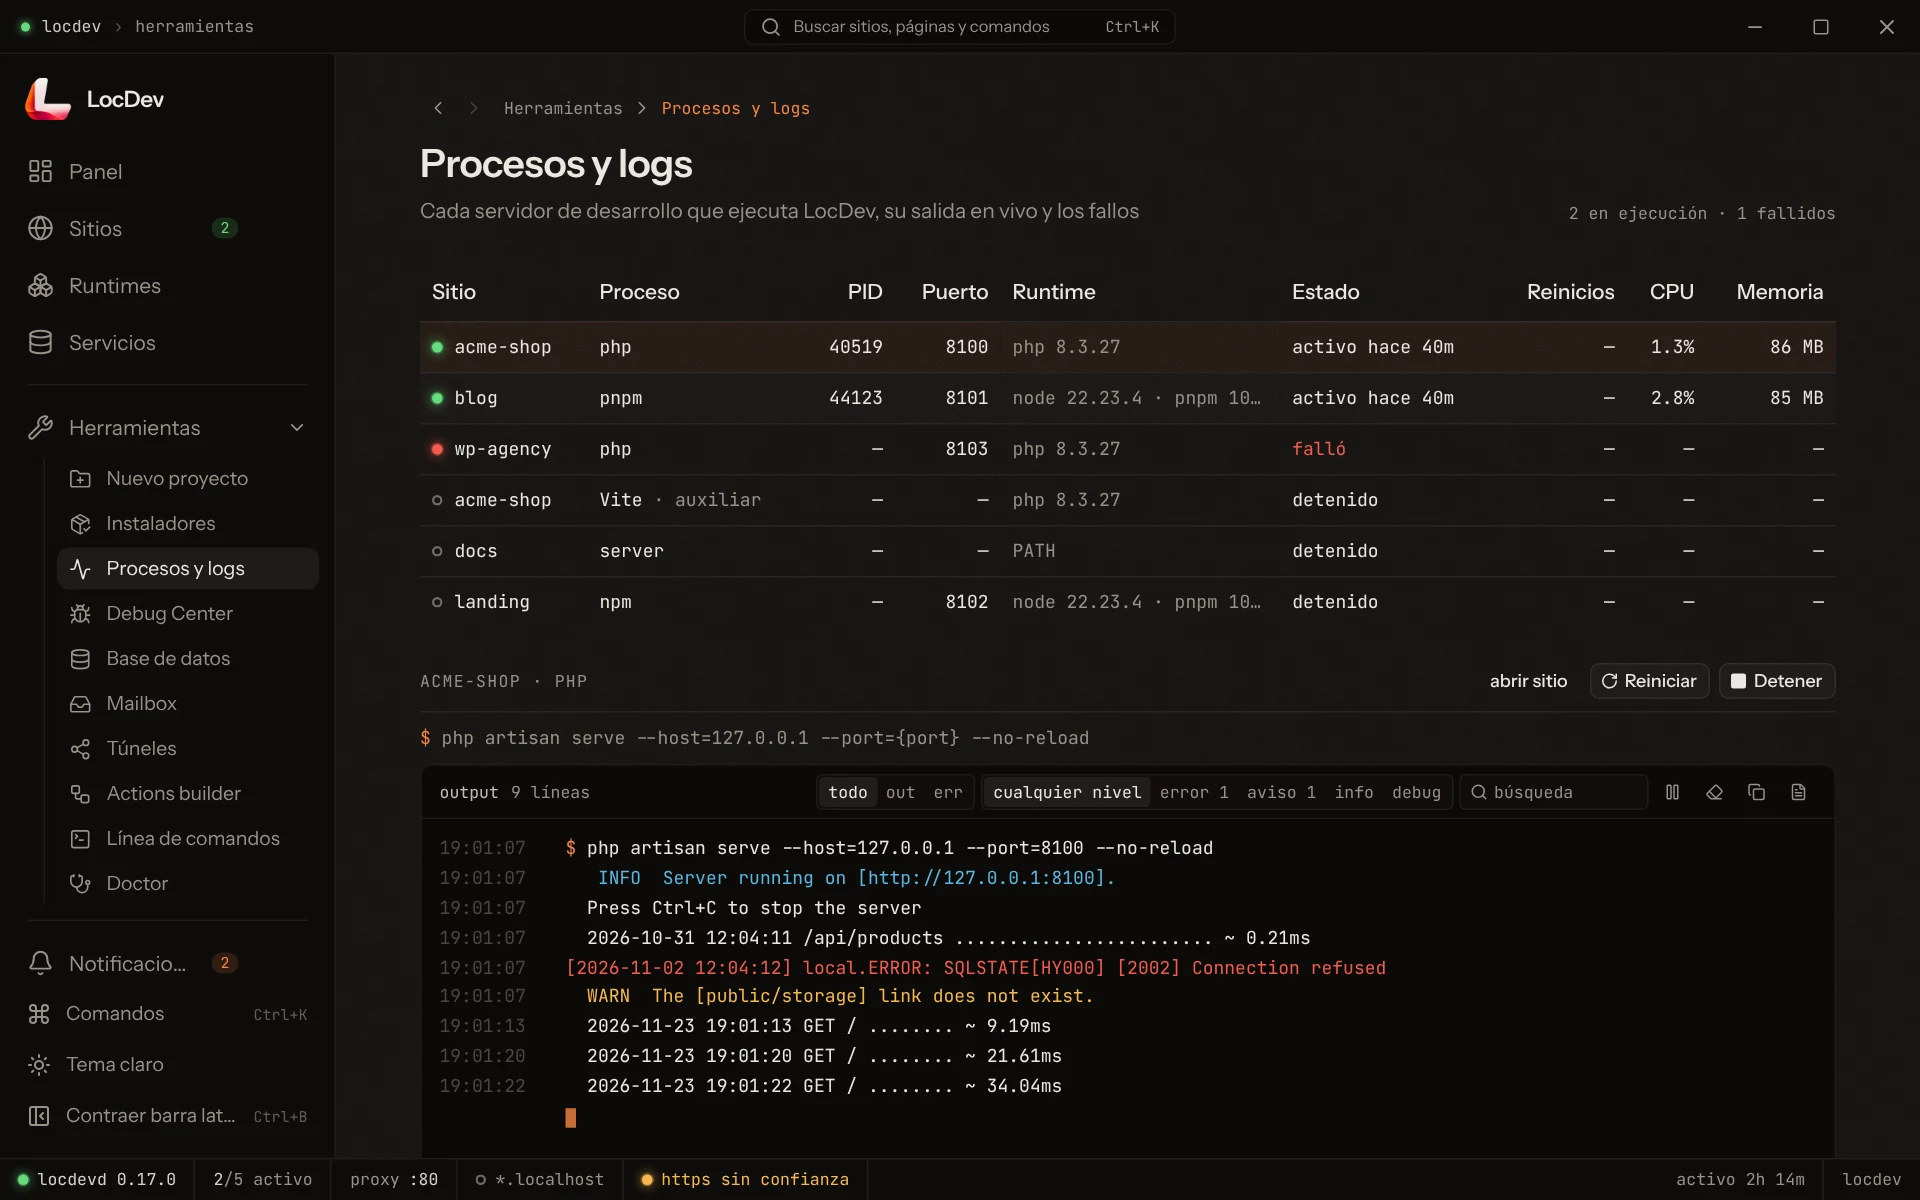 locdev › herramientas
Buscar sitios, páginas y comandos Ctrl+K
LocDev
Panel
Sitios 2
Runtimes
Servicios
Herramientas
Nuevo proyecto
Instaladores
Procesos y logs
Debug Center
Base de datos
Mailbox
Túneles
Actions builder
Línea de comandos
Doctor
Notificacio... 2
Comandos Ctrl+K
Tema claro
Contraer barra lat... Ctrl+B
Herramientas > Procesos y logs
Procesos y logs
Cada servidor de desarrollo que ejecuta LocDev, su salida en vivo y los fallos
2 en ejecución · 1 fallidos
Sitio Proceso PID Puerto Runtime Estado Reinicios CPU Memoria
acme-shop php 40519 8100 php 8.3.27 activo hace 40m — 1.3% 86 MB
blog pnpm 44123 8101 node 22.23.4 · pnpm 10… activo hace 40m — 2.8% 85 MB
wp-agency php — 8103 php 8.3.27 falló — — —
acme-shop Vite · auxiliar — — php 8.3.27 detenido — — —
docs server — — PATH detenido — — —
landing npm — 8102 node 22.23.4 · pnpm 10… detenido — — —
ACME-SHOP · PHP
abrir sitio Reiniciar Detener
$ php artisan serve --host=127.0.0.1 --port={port} --no-reload
output 9 líneas todo out err cualquier nivel error 1 aviso 1 info debug búsqueda
19:01:07 $ php artisan serve --host=127.0.0.1 --port=8100 --no-reload
19:01:07 INFO Server running on [http://127.0.0.1:8100].
19:01:07 Press Ctrl+C to stop the server
19:01:07 2026-10-31 12:04:11 /api/products ........................ ~ 0.21ms
19:01:07 [2026-11-02 12:04:12] local.ERROR: SQLSTATE[HY000] [2002] Connection refused
19:01:07 WARN The [public/storage] link does not exist.
19:01:13 2026-11-23 19:01:13 GET / ........ ~ 9.19ms
19:01:20 2026-11-23 19:01:20 GET / ........ ~ 21.61ms
19:01:22 2026-11-23 19:01:22 GET / ........ ~ 34.04ms
locdevd 0.17.0 2/5 activo proxy :80 *.localhost https sin confianza activo 2h 14m locdev